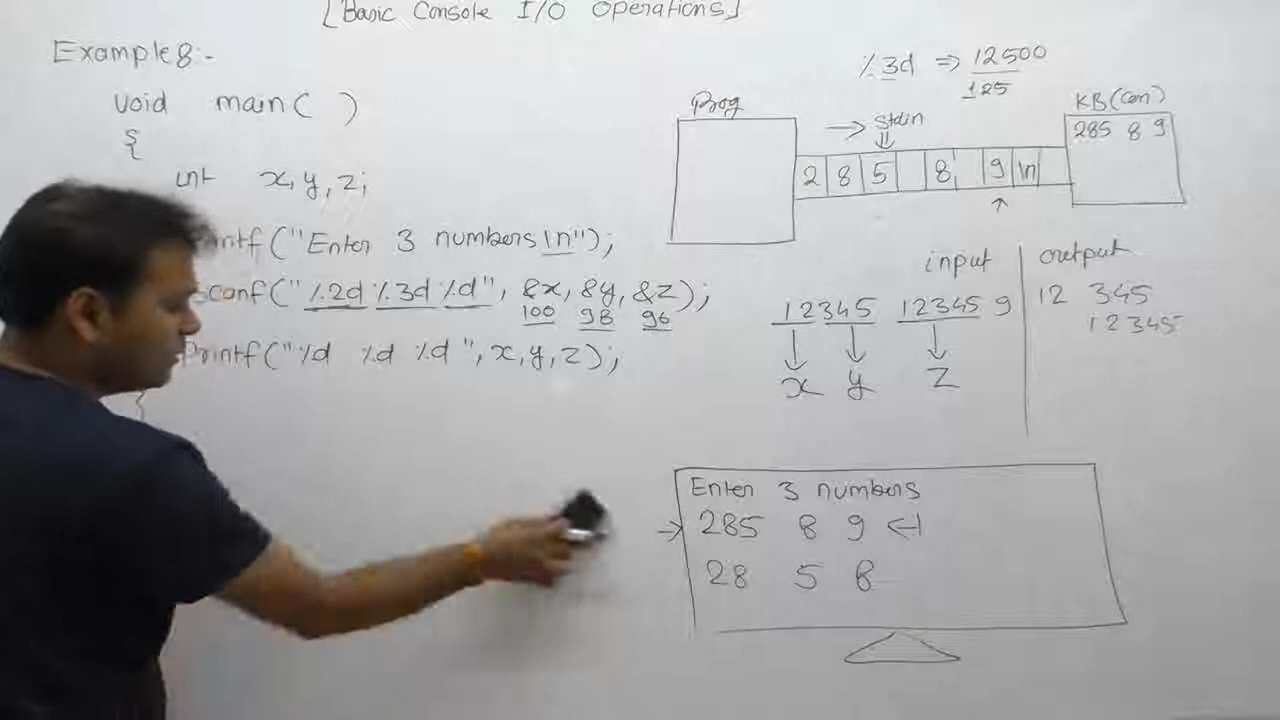 [Basic Console I/O Operations]
Example 8:-
void main( )
{
int x, y, z;
printf("Enter 3 numbers \n");
scanf("%2d %3d %d", &x, &y, &z);
100 98 96
Printf("%d %d %d", x, y, z);
%3d => 12500
125
Prog
-> Stdin
KB(Con)
285 8 9
2 8 5 8 9 \n
input output
12345 12345 9 12 345
12345
x y z
Enter 3 numbers
285 8 9
28 5 8